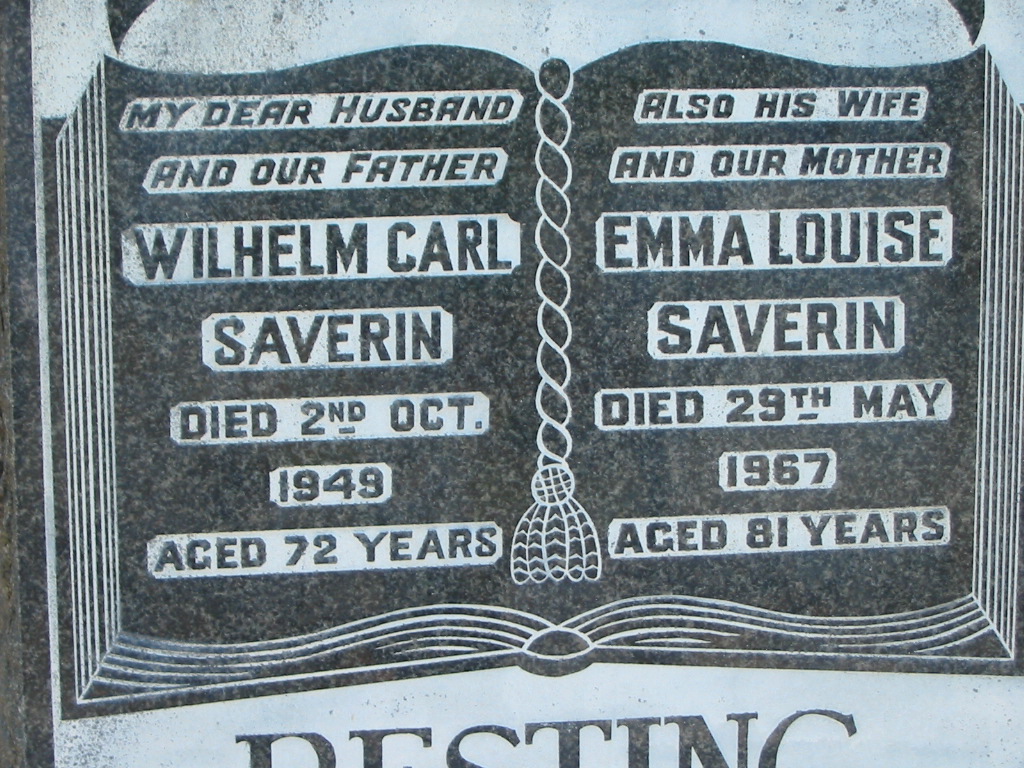 MY DEAR HUSBAND
AND OUR FATHER
WILHELM CARL
SAVERIN
DIED 2ND OCT.
1949
AGED 72 YEARS
ALSO HIS WIFE
AND OUR MOTHER
EMMA LOUISE
SAVERIN
DIED 29TH MAY
1967
AGED 81 YEARS
RESTING